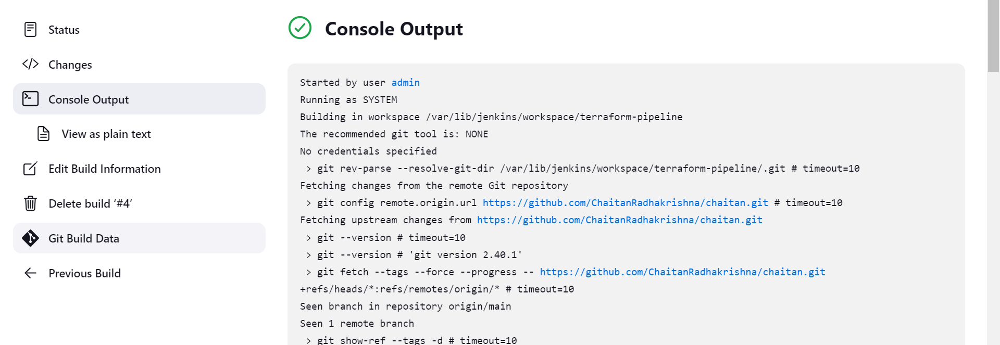 Status
Changes
Console Output
View as plain text
Edit Build Information
Delete build ‘#4’
Git Build Data
Previous Build
Console Output
Started by user admin
Running as SYSTEM
Building in workspace /var/lib/jenkins/workspace/terraform-pipeline
The recommended git tool is: NONE
No credentials specified
 > git rev-parse --resolve-git-dir /var/lib/jenkins/workspace/terraform-pipeline/.git # timeout=10
Fetching changes from the remote Git repository
 > git config remote.origin.url https://github.com/ChaitanRadhakrishna/chaitan.git # timeout=10
Fetching upstream changes from https://github.com/ChaitanRadhakrishna/chaitan.git
 > git --version # timeout=10
 > git --version # 'git version 2.40.1'
 > git fetch --tags --force --progress -- https://github.com/ChaitanRadhakrishna/chaitan.git
+refs/heads/*:refs/remotes/origin/* # timeout=10
Seen branch in repository origin/main
Seen 1 remote branch
 > git show-ref --tags -d # timeout=10